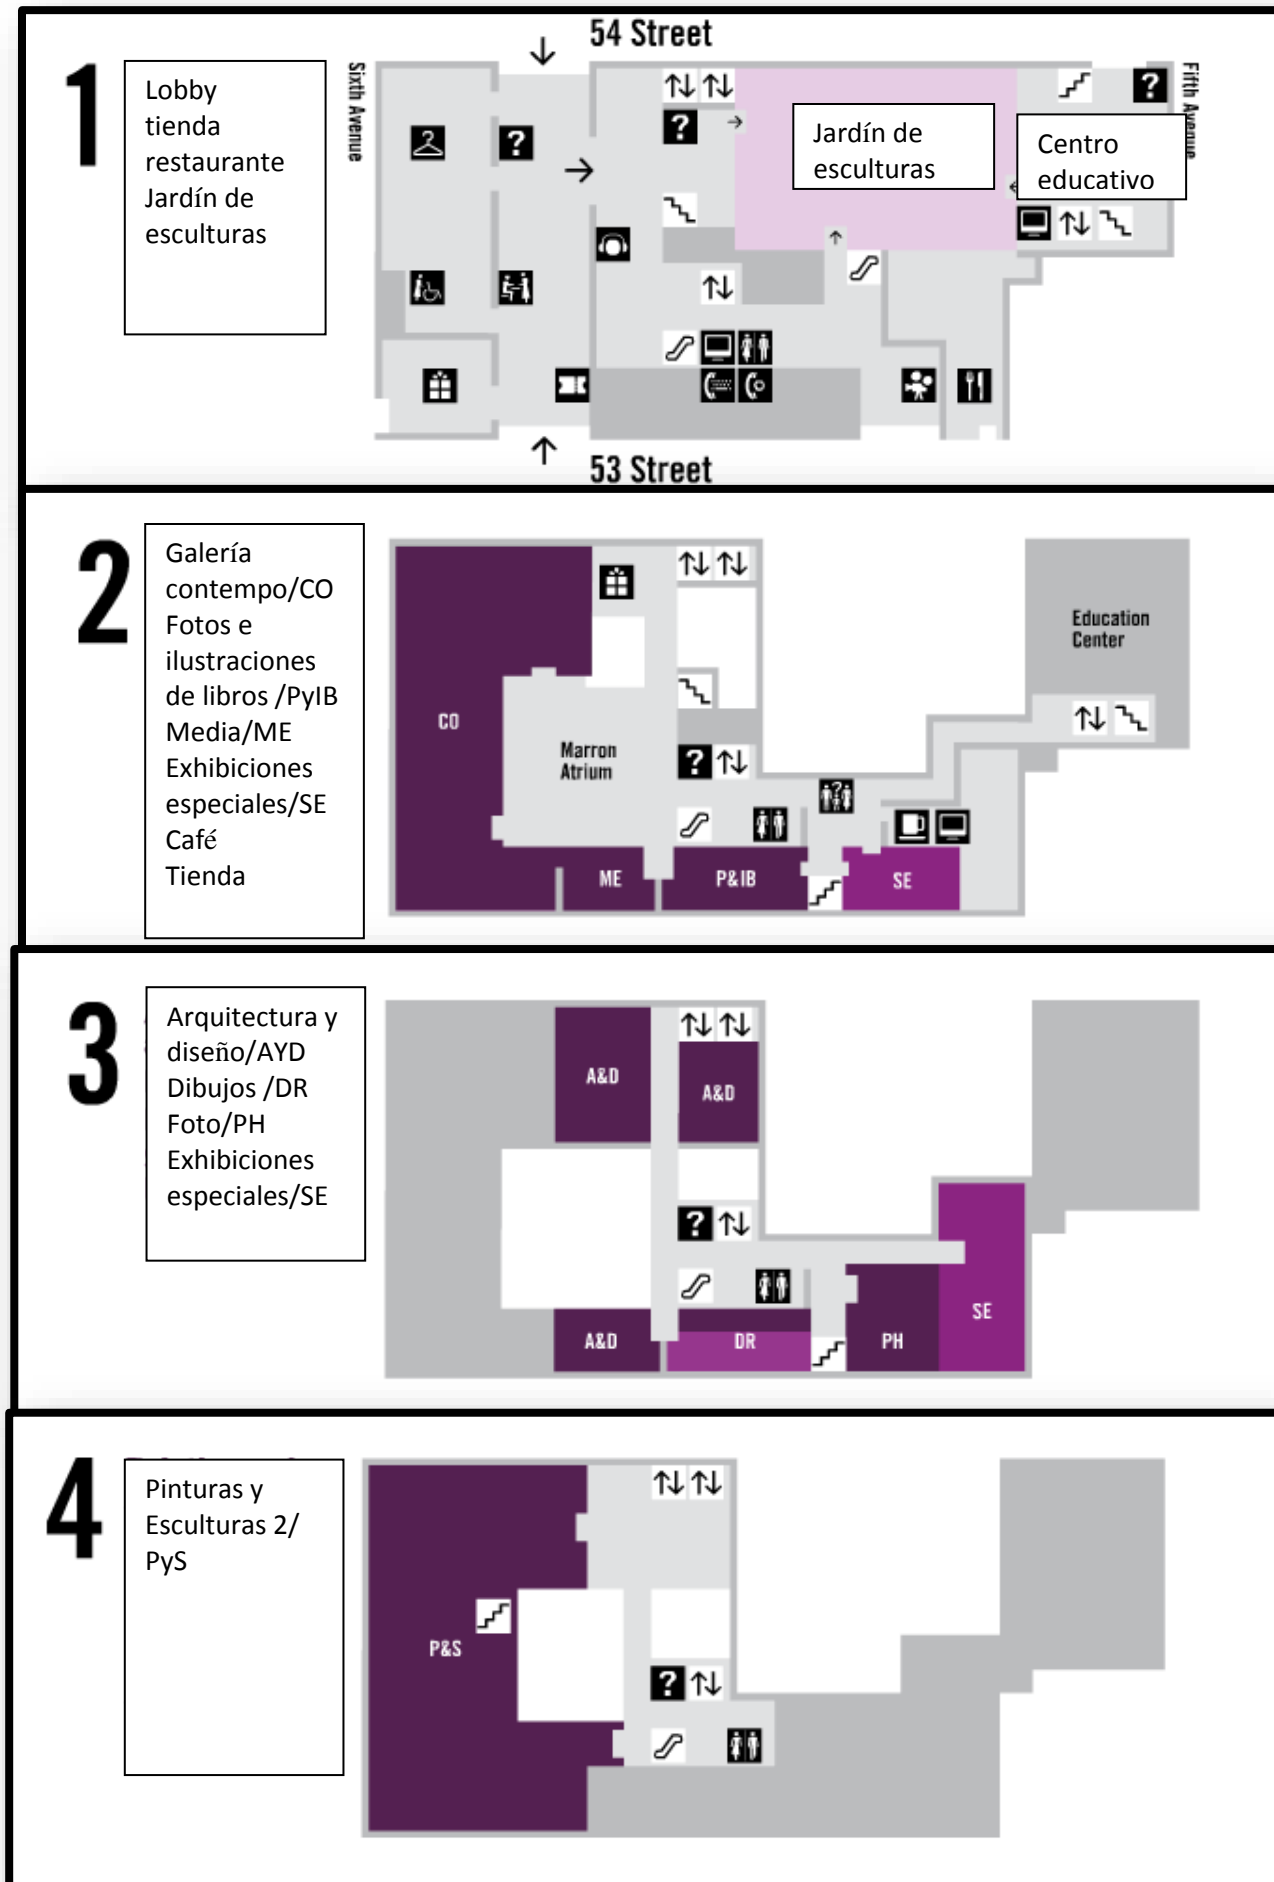 54 Street
1
Lobby
tienda
restaurante
Jardín de
esculturas
Sixth Avenue
?
?
?
Fifth Avenue
Jardín de
esculturas
Centro
educativo
53 Street
2
Galería
contempo/CO
Fotos e
ilustraciones
de libros /PyIB
Media/ME
Exhibiciones
especiales/SE
Café
Tienda
Education
Center
CO
Marron
Atrium
?
ME
P&IB
SE
3
Arquitectura y
diseño/AYD
Dibujos /DR
Foto/PH
Exhibiciones
especiales/SE
A&D
A&D
?
A&D
DR
PH
SE
4
Pinturas y
Esculturas 2/
PyS
P&S
?